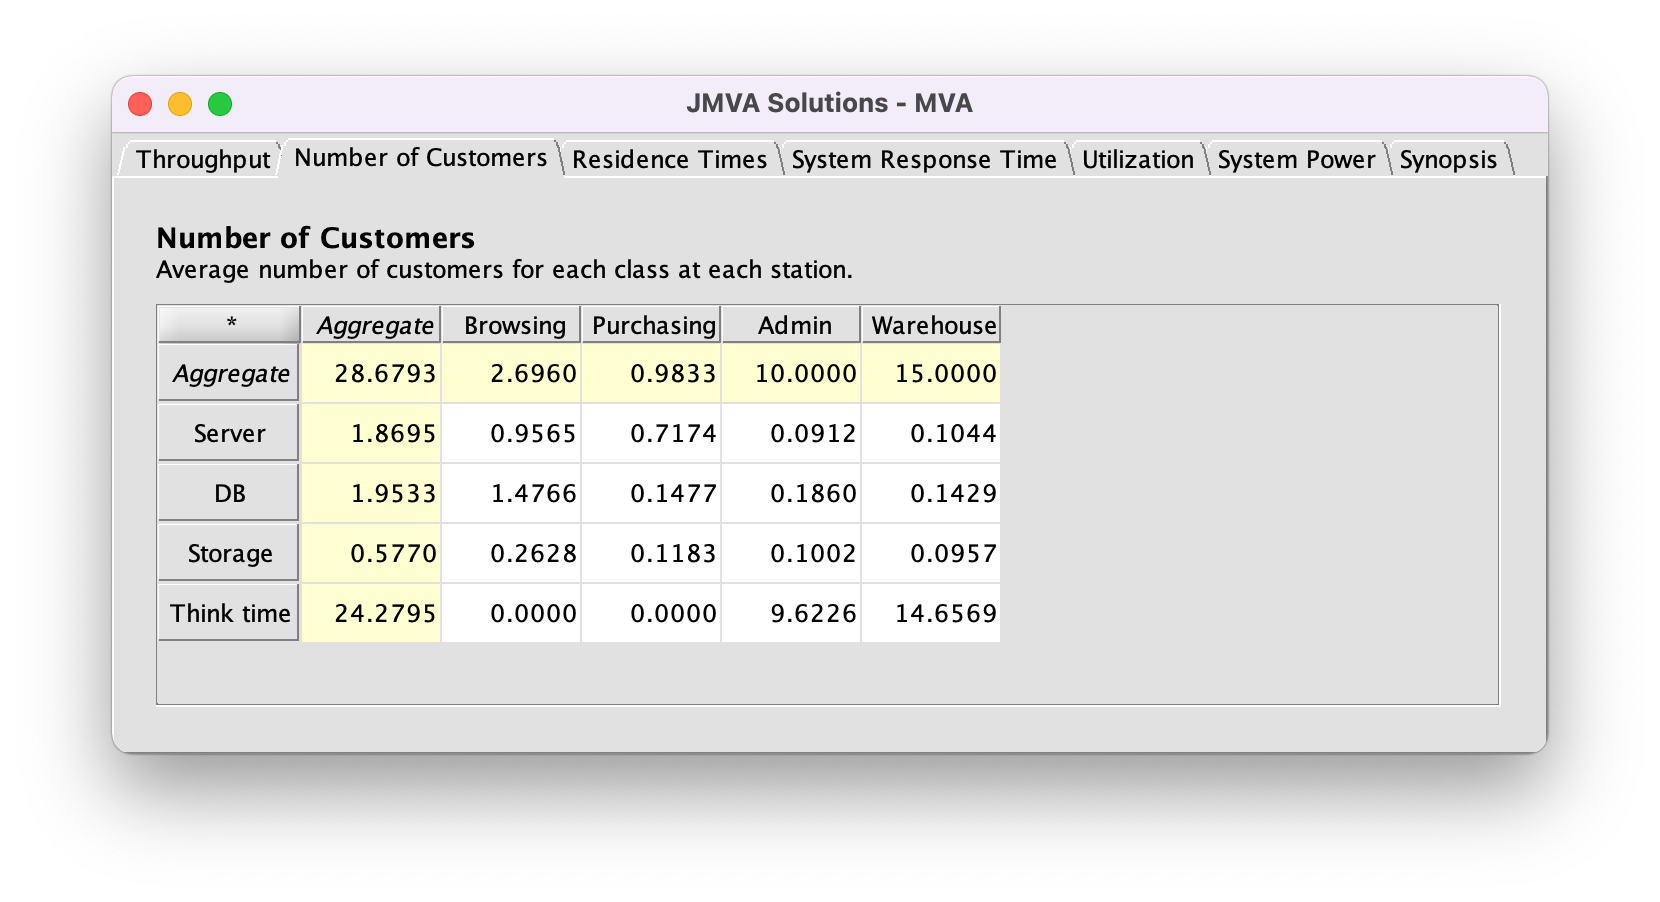 JMVA Solutions - MVA
Throughput Number of Customers Residence Times System Response Time Utilization System Power Synopsis
Number of Customers
Average number of customers for each class at each station.
* Aggregate Browsing Purchasing Admin Warehouse
Aggregate 28.6793 2.6960 0.9833 10.0000 15.0000
Server 1.8695 0.9565 0.7174 0.0912 0.1044
DB 1.9533 1.4766 0.1477 0.1860 0.1429
Storage 0.5770 0.2628 0.1183 0.1002 0.0957
Think time 24.2795 0.0000 0.0000 9.6226 14.6569